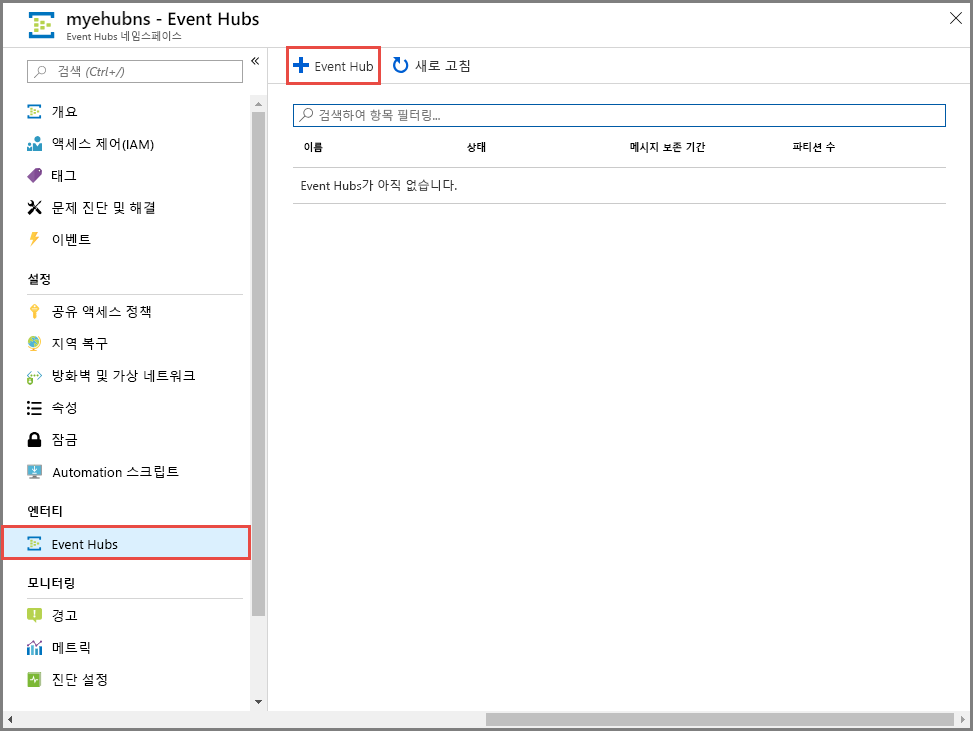 myehubns - Event Hubs
Event Hubs 네임스페이스
검색 (Ctrl+/)
«
개요
액세스 제어(IAM)
태그
문제 진단 및 해결
이벤트
설정
공유 액세스 정책
지역 복구
방화벽 및 가상 네트워크
속성
잠금
Automation 스크립트
엔터티
Event Hubs
모니터링
경고
메트릭
진단 설정
Event Hub 새로 고침
검색하여 항목 필터링...
이름 상태 메시지 보존 기간 파티션 수
Event Hubs가 아직 없습니다.